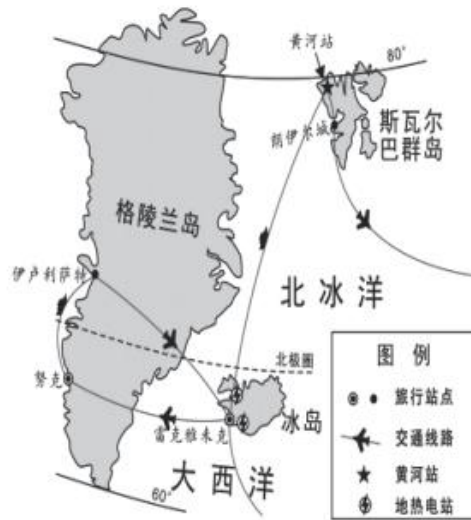 黄河站
80°
斯瓦尔
巴群岛
朗伊尔城
格陵兰岛
伊卢利萨特
北冰洋
北极圈
努克
冰岛
雷克雅未克
大西洋
60°
图例
旅行站点
交通线路
黄河站
地热电站